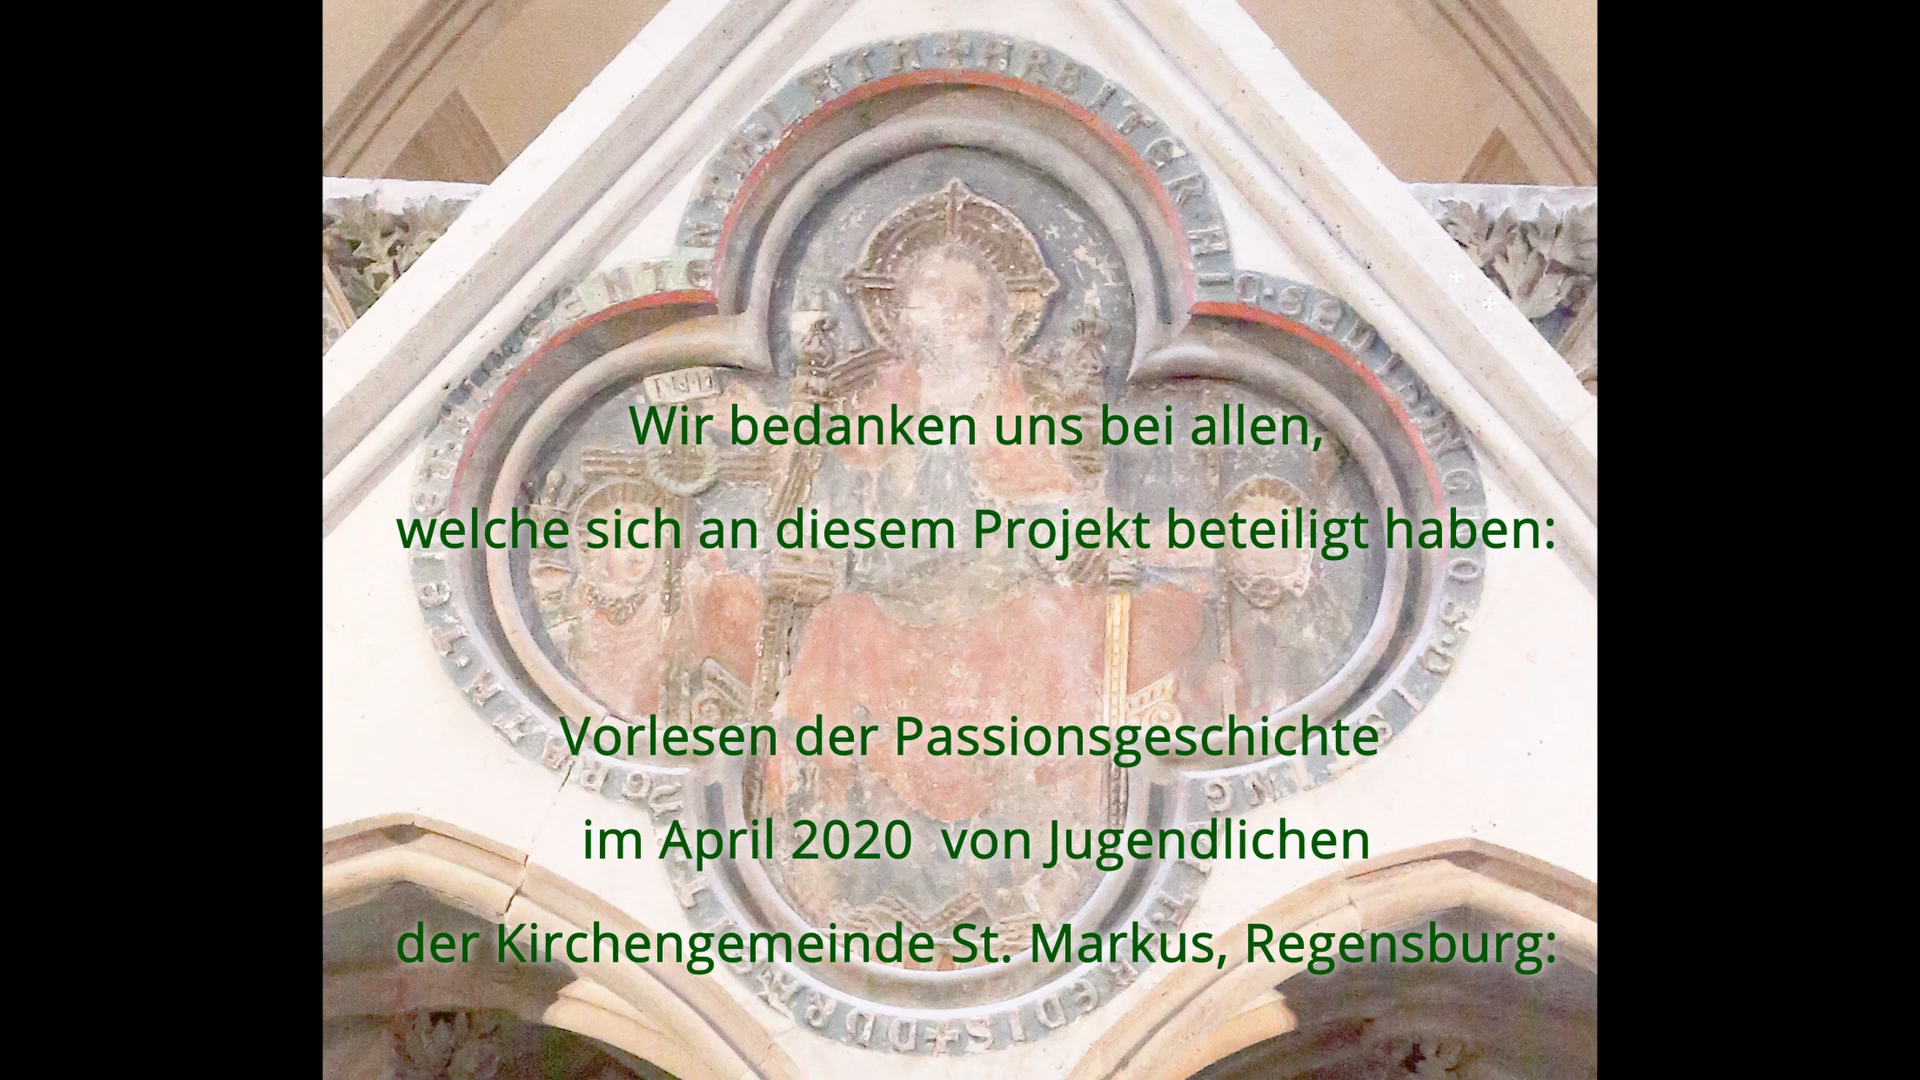 Wir bedanken uns bei allen,
welche sich an diesem Projekt beteiligt haben:
Vorlesen der Passionsgeschichte
im April 2020 von Jugendlichen
der Kirchengemeinde St. Markus, Regensburg: